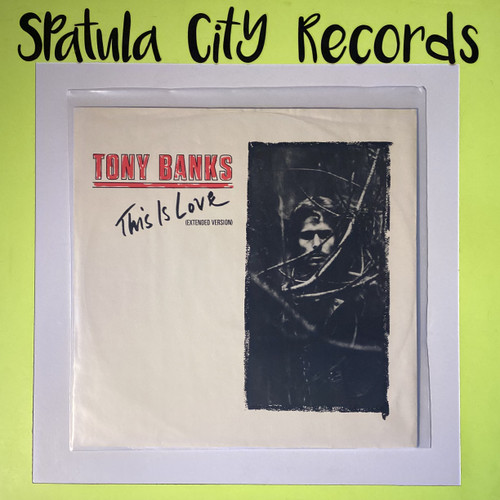 Spatula City Records
TONY BANKS
This Is Love
(EXTENDED VERSION)